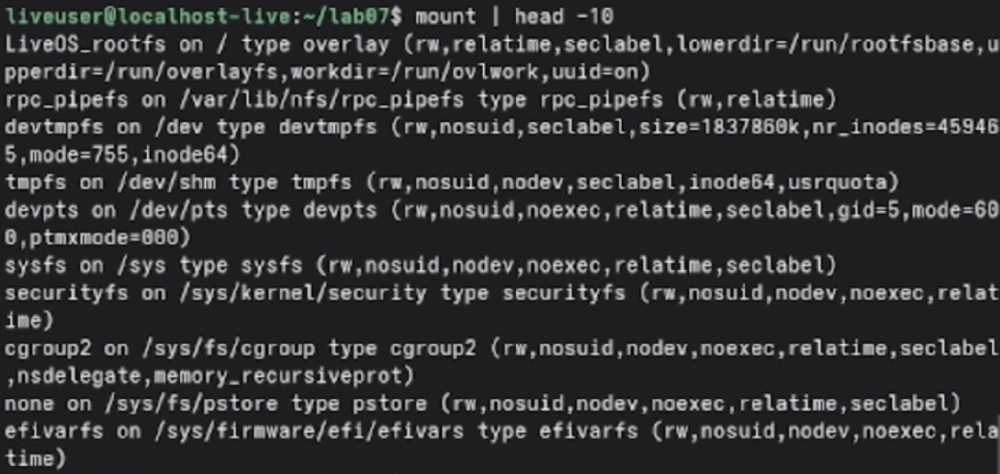 liveuser@localhost-live:~/lab07$ mount | head -10
LiveOS_rootfs on / type overlay (rw,relatime,seclabel,lowerdir=/run/rootfsbase,u
pperdir=/run/overlayfs,workdir=/run/ovlwork,uuid=on)
rpc_pipefs on /var/lib/nfs/rpc_pipefs type rpc_pipefs (rw,relatime)
devtmpfs on /dev type devtmpfs (rw,nosuid,seclabel,size=1837860k,nr_inodes=45946
5,mode=755,inode64)
tmpfs on /dev/shm type tmpfs (rw,nosuid,nodev,seclabel,inode64,usrquota)
devpts on /dev/pts type devpts (rw,nosuid,noexec,relatime,seclabel,gid=5,mode=60
0,ptmxmode=000)
sysfs on /sys type sysfs (rw,nosuid,nodev,noexec,relatime,seclabel)
securityfs on /sys/kernel/security type securityfs (rw,nosuid,nodev,noexec,relat
ime)
cgroup2 on /sys/fs/cgroup type cgroup2 (rw,nosuid,nodev,noexec,relatime,seclabel
,nsdelegate,memory_recursiveprot)
none on /sys/fs/pstore type pstore (rw,nosuid,nodev,noexec,relatime,seclabel)
efivarfs on /sys/firmware/efi/efivars type efivarfs (rw,nosuid,nodev,noexec,rela
time)